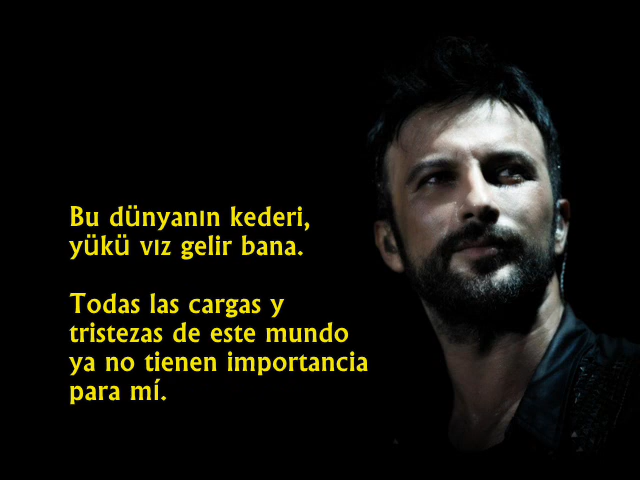 Bu dünyanın kederi,
yükü vız gelir bana.
Todas las cargas y
tristezas de este mundo
ya no tienen importancia
para mí.